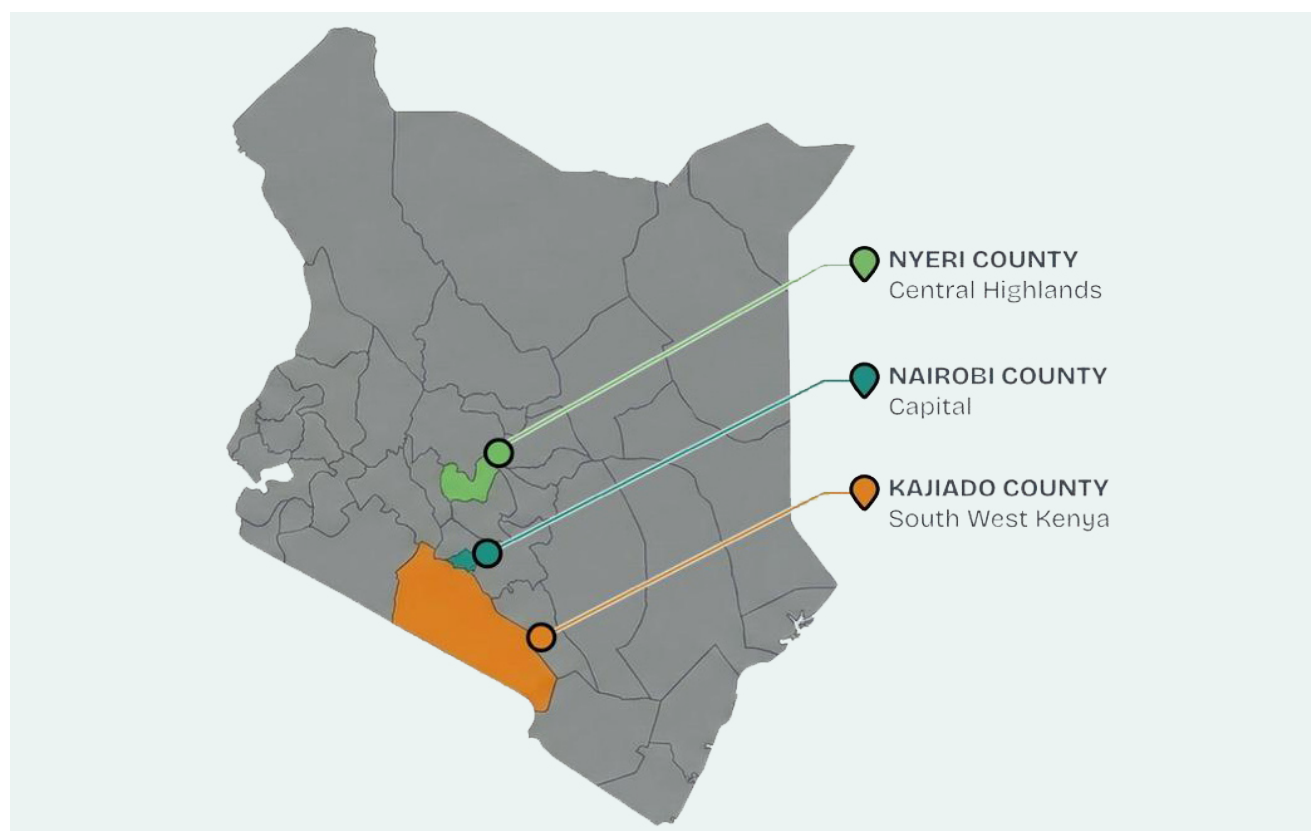 NYERI COUNTY
Central Highlands
NAIROBI COUNTY
Capital
KAJIADO COUNTY
South West Kenya